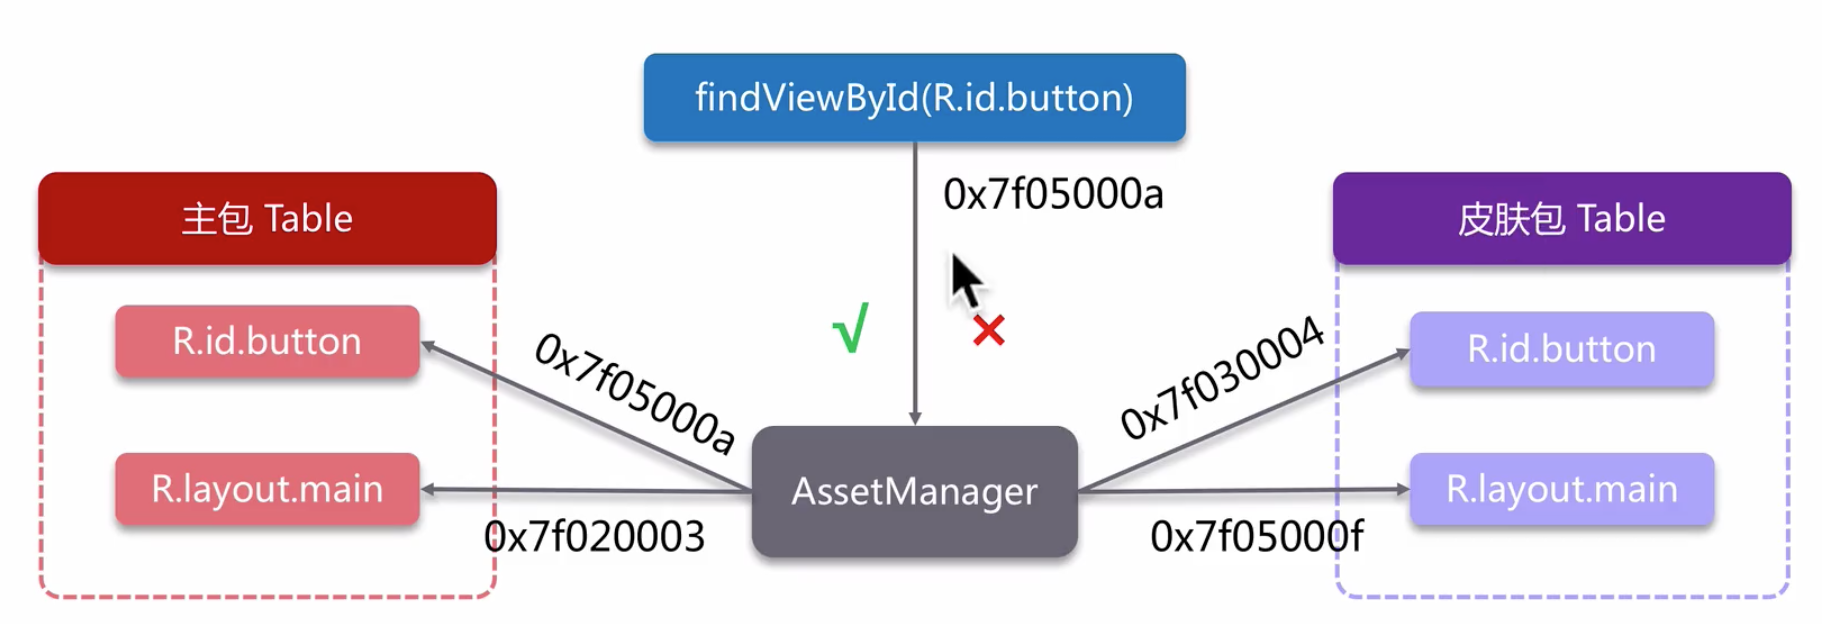 findViewById(R.id.button)
0x7f05000a
主包 Table
皮肤包 Table
√
×
R.id.button
0x7f05000a
0x7f030004
R.id.button
R.layout.main
AssetManager
R.layout.main
0x7f020003
0x7f05000f